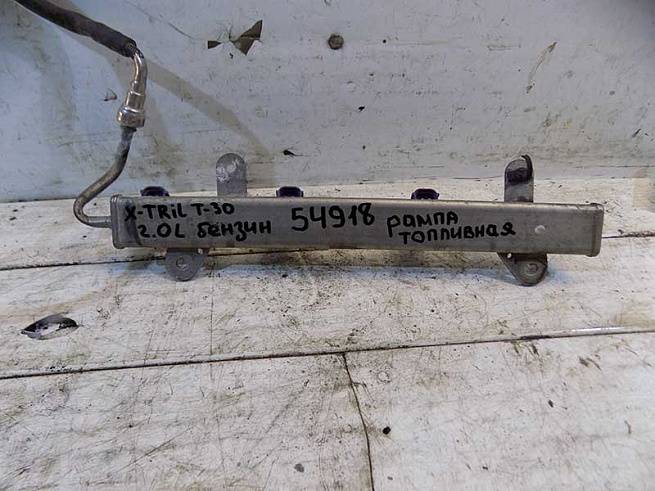 X-TRiL T-30
2.0L бензин
54918
рампа
топливная